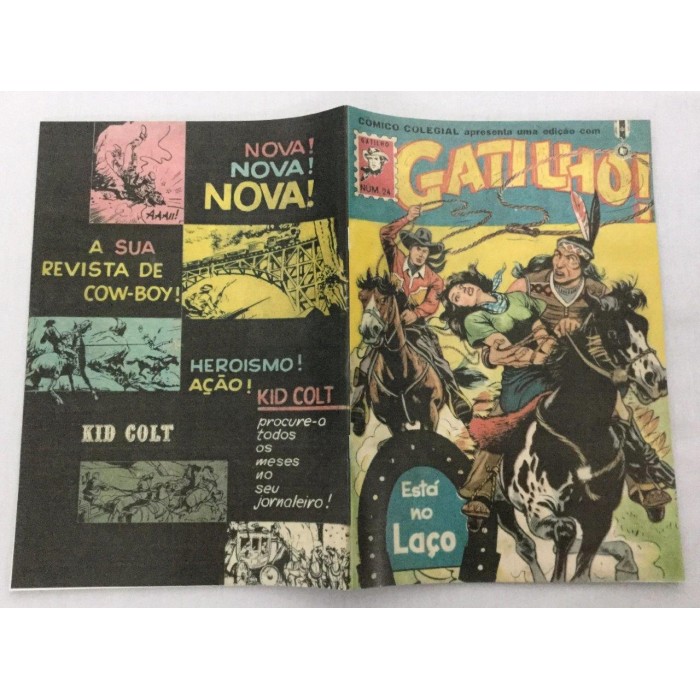 NOVA!
NOVA!
NOVA!
AAAII!
A SUA
REVISTA DE
COW-BOY!
HEROISMO!
AÇÃO!
KID COLT
procure-a
todos
os
meses
no
seu
jornaleiro!
KID COLT
CÔMICO COLEGIAL apresenta uma edição com
GATILHO
NUM. 24
GATILHO!
Está
no
Laço